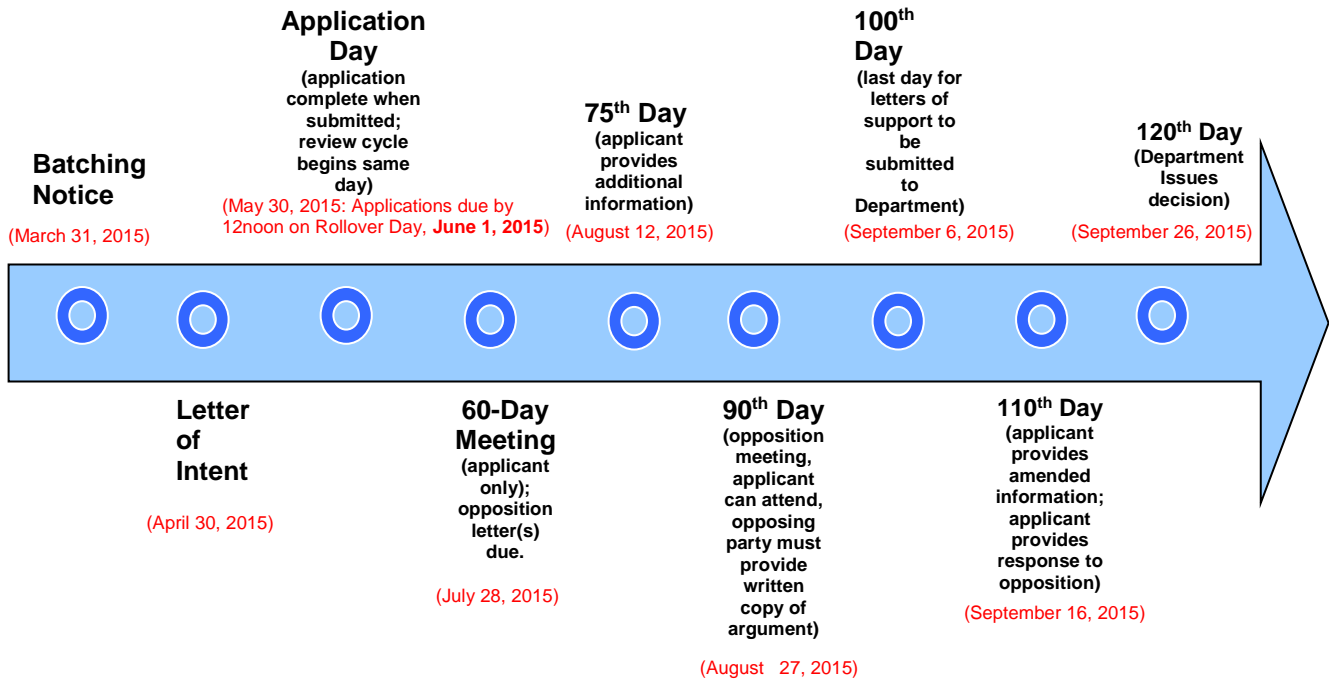 Batching
Notice
(March 31, 2015)
Letter
of
Intent
(April 30, 2015)
Application
Day
(application
complete when
submitted;
review cycle
begins same
day)
(May 30, 2015: Applications due by
12noon on Rollover Day, June 1, 2015)
60-Day
Meeting
(applicant
only);
opposition
letter(s)
due.
(July 28, 2015)
75th Day
(applicant
provides
additional
information)
(August 12, 2015)
90th Day
(opposition
meeting,
applicant
can attend,
opposing
party must
provide
written
copy of
argument)
(August 27, 2015)
100th
Day
(last day for
letters of
support to
be
submitted
to
Department)
(September 6, 2015)
110th Day
(applicant
provides
amended
information;
applicant
provides
response to
opposition)
(September 16, 2015)
120th Day
(Department
Issues
decision)
(September 26, 2015)